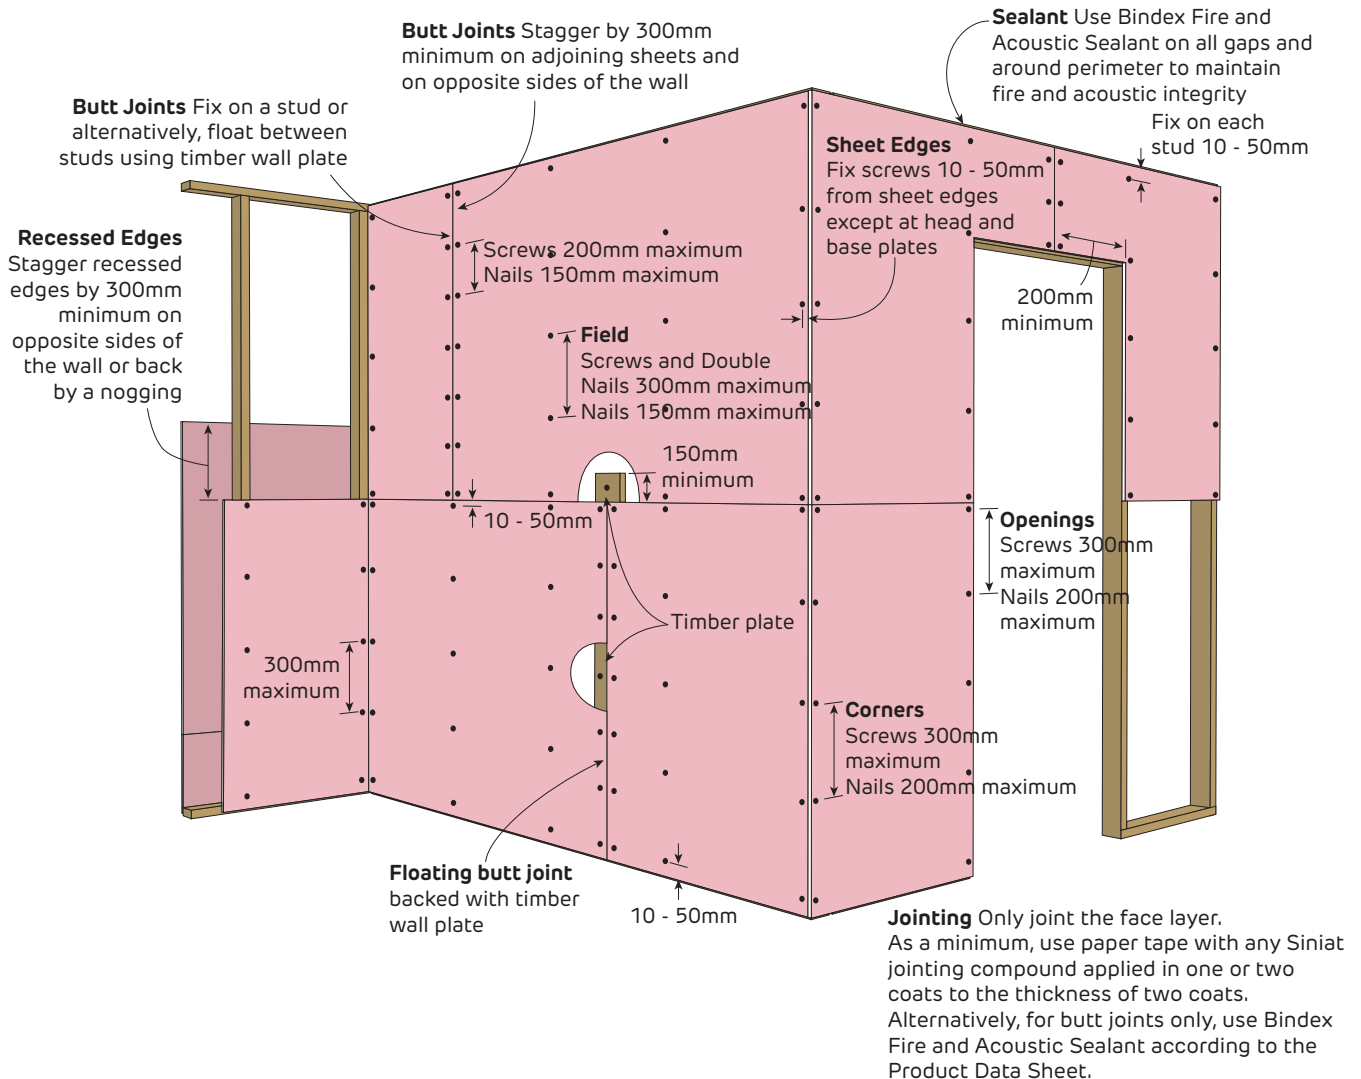 Butt Joints Stagger by 300mm
minimum on adjoining sheets and
on opposite sides of the wall
Sealant Use Bindex Fire and
Acoustic Sealant on all gaps and
around perimeter to maintain
fire and acoustic integrity
Butt Joints Fix on a stud or
alternatively, float between
studs using timber wall plate
Fix on each
stud 10 - 50mm
Sheet Edges
Fix screws 10 - 50mm
from sheet edges
except at head and
base plates
Recessed Edges
Stagger recessed
edges by 300mm
minimum on
opposite sides of
the wall or back
by a nogging
Screws 200mm maximum
Nails 150mm maximum
200mm
minimum
Field
Screws and Double
Nails 300mm maximum
Nails 150mm maximum
150mm
minimum
10 - 50mm
Openings
Screws 300mm
maximum
Nails 200mm
maximum
Timber plate
300mm
maximum
Corners
Screws 300mm
maximum
Nails 200mm maximum
Floating butt joint
backed with timber
wall plate
10 - 50mm
Jointing Only joint the face layer.
As a minimum, use paper tape with any Siniat
jointing compound applied in one or two
coats to the thickness of two coats.
Alternatively, for butt joints only, use Bindex
Fire and Acoustic Sealant according to the
Product Data Sheet.